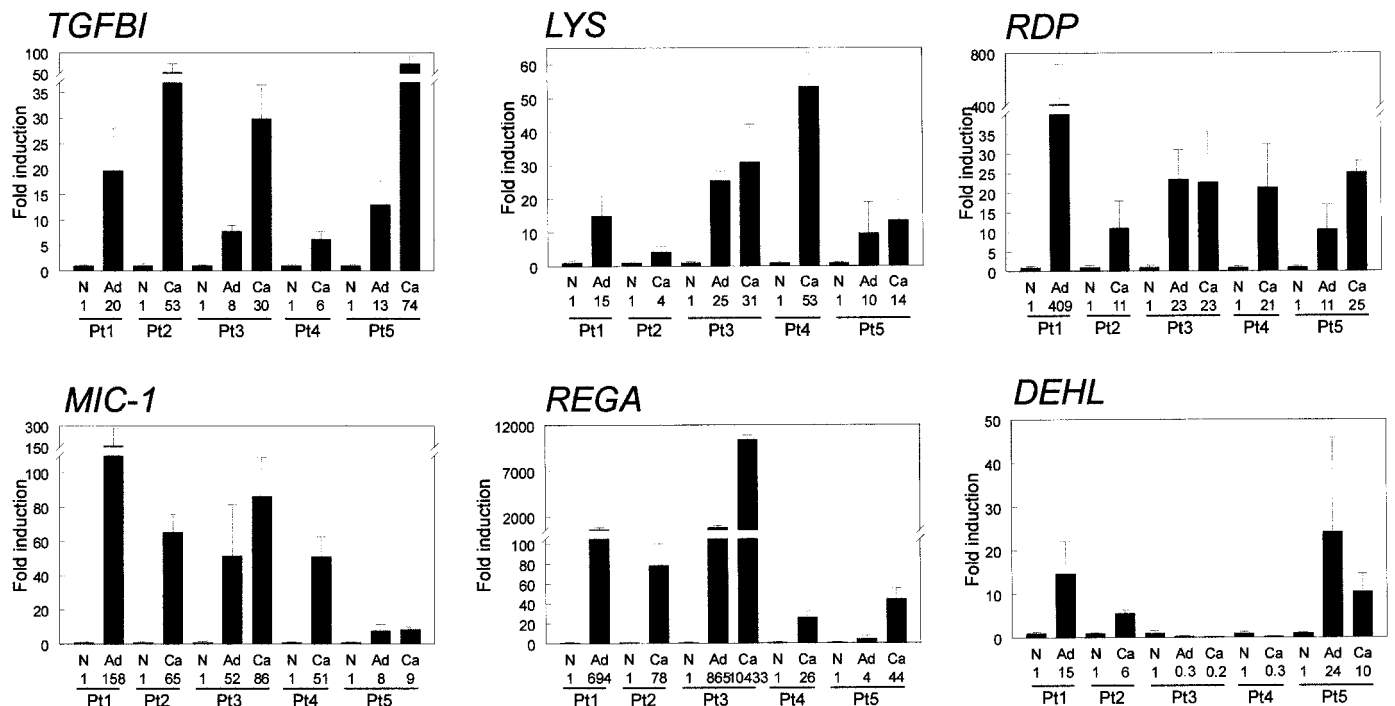 TGFBI
Fold induction
100
50
35
30
25
20
15
10
5
0
N Ad N Ca N Ad Ca N Ca N Ad Ca
1 20 1 53 1 8 30 1 6 1 13 74
Pt1 Pt2 Pt3 Pt4 Pt5
LYS
Fold induction
60
50
40
30
20
10
0
N Ad N Ca N Ad Ca N Ca N Ad Ca
1 15 1 4 1 25 31 1 53 1 10 14
Pt1 Pt2 Pt3 Pt4 Pt5
RDP
Fold induction
800
400
35
30
25
20
15
10
5
0
N Ad N Ca N Ad Ca N Ca N Ad Ca
1 409 1 11 1 23 23 1 21 1 11 25
Pt1 Pt2 Pt3 Pt4 Pt5
MIC-1
Fold induction
300
150
100
80
60
40
20
0
N Ad N Ca N Ad Ca N Ca N Ad Ca
1 158 1 65 1 52 86 1 51 1 8 9
Pt1 Pt2 Pt3 Pt4 Pt5
REGA
Fold induction
12000
7000
2000
100
80
60
40
20
0
N Ad N Ca N Ad Ca N Ca N Ad Ca
1 694 1 78 1 865 10433 1 26 1 4 44
Pt1 Pt2 Pt3 Pt4 Pt5
DEHL
Fold induction
50
40
30
20
10
0
N Ad N Ca N Ad Ca N Ca N Ad Ca
1 15 1 6 1 0.3 0.2 1 0.3 1 24 10
Pt1 Pt2 Pt3 Pt4 Pt5